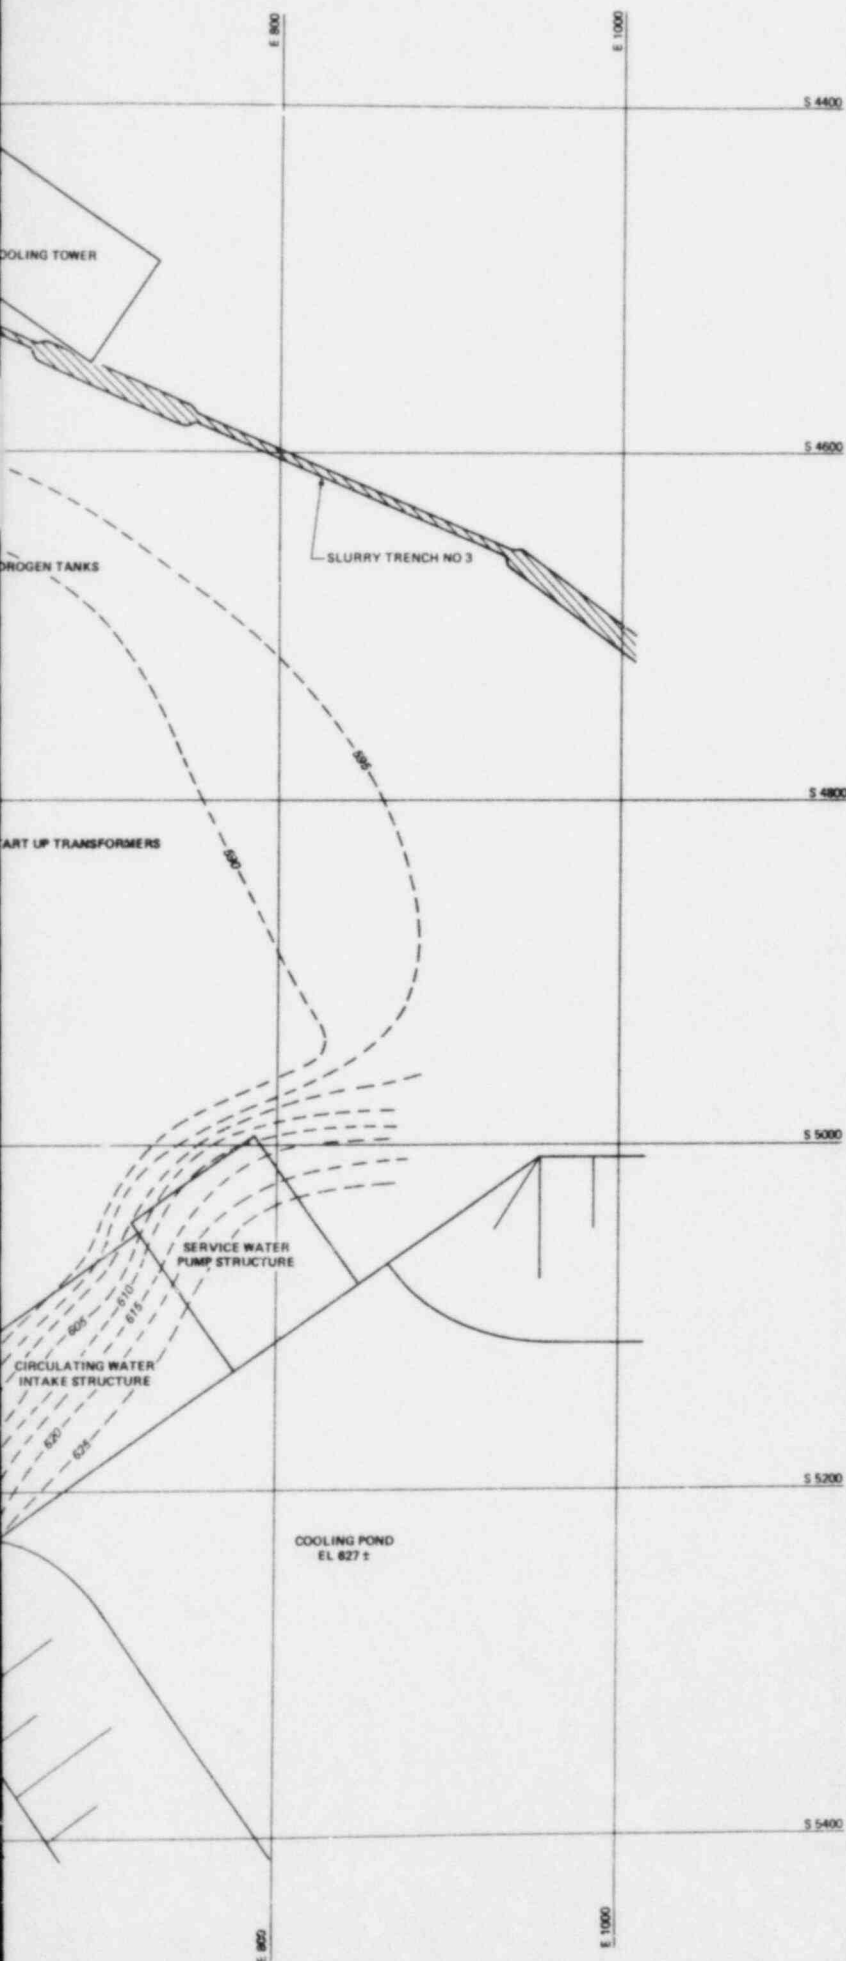 E 800
E 1000
S 4400
OOLING TOWER
S 4600
SLURRY TRENCH NO 3
DROGEN TANKS
595
S 4800
TART UP TRANSFORMERS
590
S 5000
SERVICE WATER
PUMP STRUCTURE
610
615
605
CIRCULATING WATER
INTAKE STRUCTURE
620
625
S 5200
COOLING POND
EL 627 ±
S 5400
E 800
E 1000